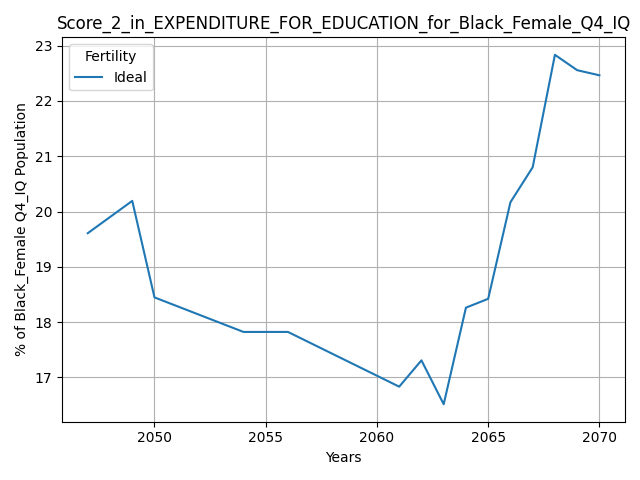 Score_2_in_EXPENDITURE_FOR_EDUCATION_for_Black_Female_Q4_IQ
Fertility
Ideal
% of Black_Female Q4_IQ Population
23
22
21
20
19
18
17
2050 2055 2060 2065 2070
Years